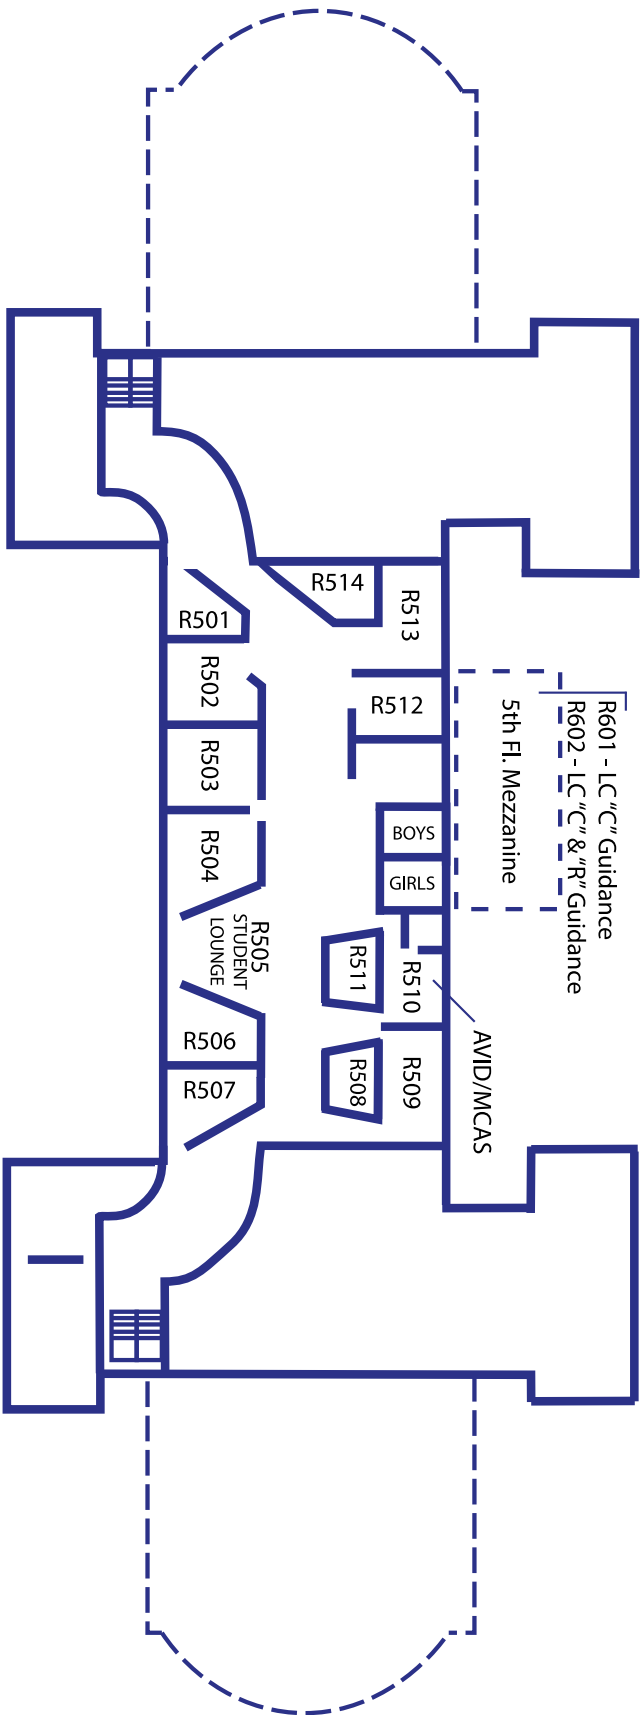 R514
R513
R501
R502
R512
R601 - LC "C" Guidance
R602 - LC "C" & "R" Guidance
5th Fl. Mezzanine
R503
BOYS
R504
GIRLS
R505
STUDENT
LOUNGE
R511
R510
R506
AVID/MCAS
R507
R508
R509